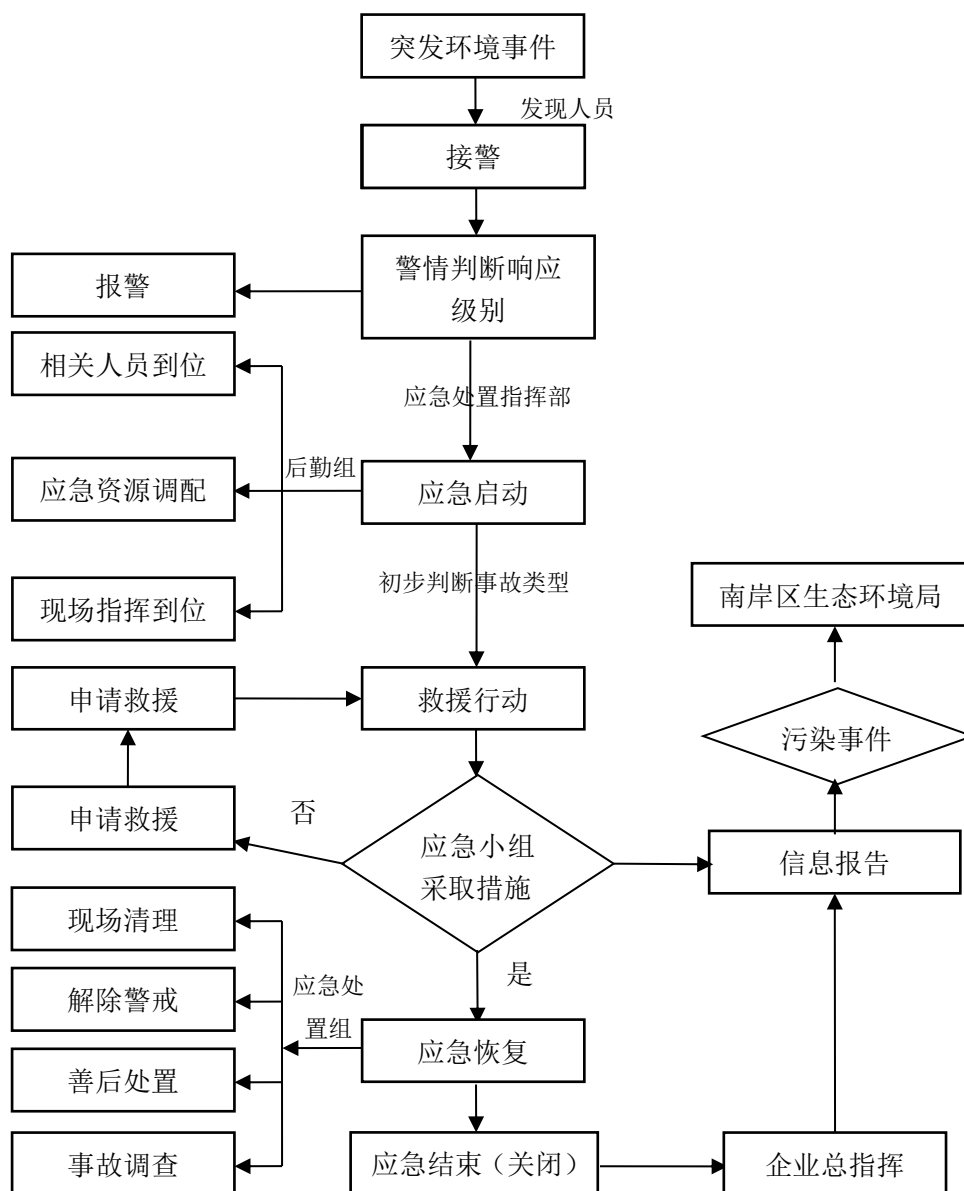 突发环境事件
发现人员
接警
警情判断响应
级别
报警
相关人员到位
应急处置指挥部
后勤组
应急资源调配
应急启动
初步判断事故类型
现场指挥到位
南岸区生态环境局
申请救援
救援行动
污染事件
申请救援
否
应急小组
采取措施
信息报告
现场清理
是
解除警戒
应急处
置组
应急恢复
善后处置
事故调查
应急结束（关闭）
企业总指挥